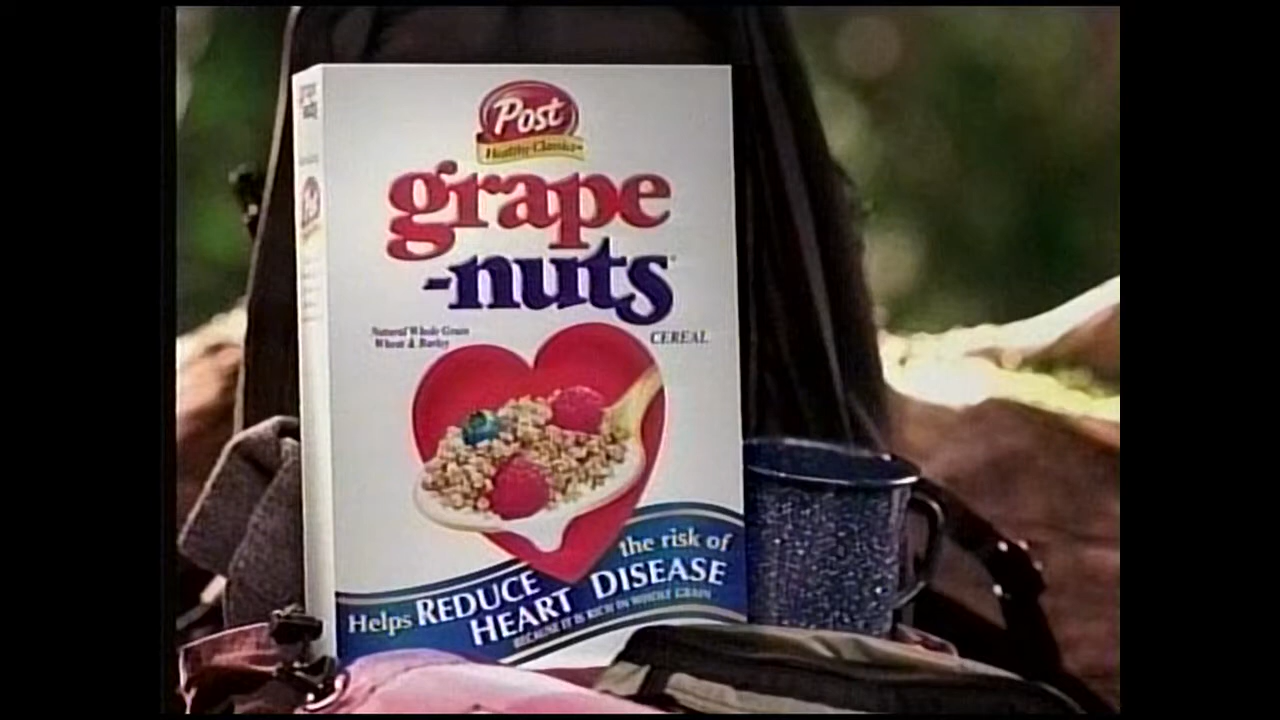 Post
Healthy Classics
grape
-nuts
Natural Whole Grain
Wheat & Barley
CEREAL
Helps REDUCE the risk of
HEART DISEASE
BECAUSE IT IS RICH IN WHOLE GRAIN